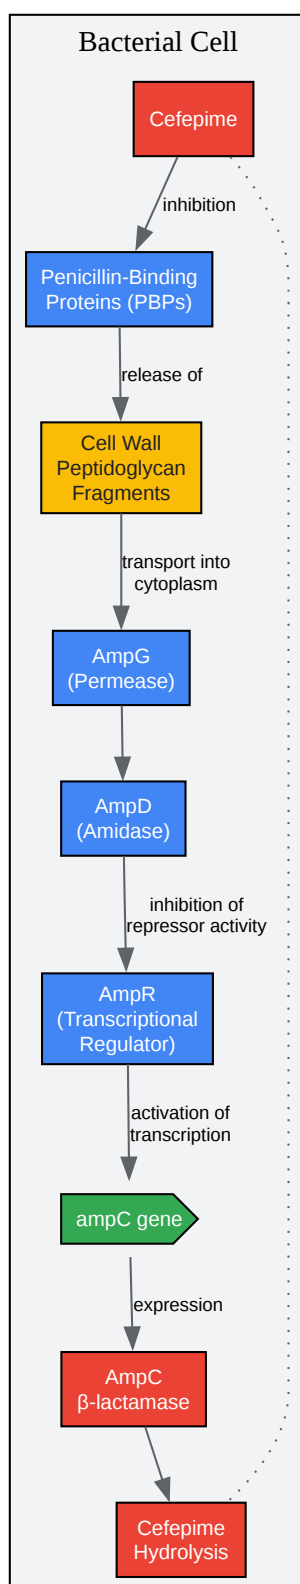 Bacterial Cell
Cefepime
inhibition
Penicillin-Binding
Proteins (PBPs)
release of
Cell Wall
Peptidoglycan
Fragments
transport into
cytoplasm
AmpG
(Permease)
AmpD
(Amidase)
inhibition of
repressor activity
AmpR
(Transcriptional
Regulator)
activation of
transcription
ampC gene
expression
AmpC
β-lactamase
Cefepime
Hydrolysis